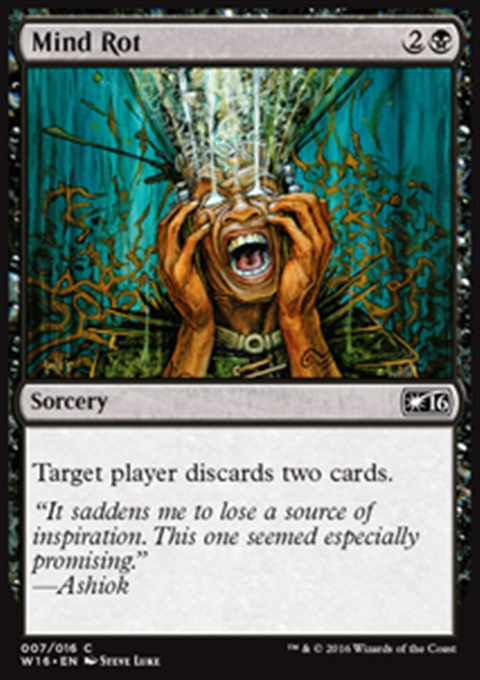 Mind Rot
2
Sorcery
16
Target player discards two cards.
“It saddens me to lose a source of
inspiration. This one seemed especially
promising.”
—Ashiok
007/016 C
W16 • EN Steve Luke
™ & © 2016 Wizards of the Coast